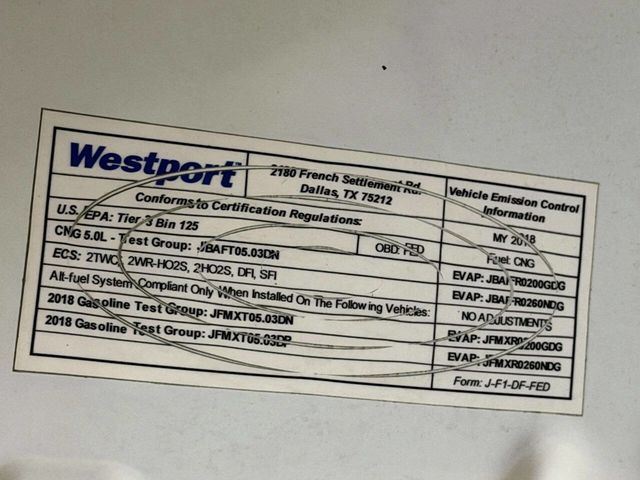 Westport
2180 French Settlement Rd.
Dallas, TX 75212
Vehicle Emission Control
Information
Conforms to Certification Regulations:
MY 2018
U.S. EPA: Tier 3 Bin 125
Fuel: CNG
CNG 5.0L - Test Group: JBAFT05.03DN
OBD: FED
EVAP: JBAFR0200GDG
ECS: 2TWC, 2WR-HO2S, 2HO2S, DFI, SFI
EVAP: JBAFR0260NDG
Alt-fuel System Compliant Only When Installed On The Following Vehicles:
NO ADJUSTMENTS
2018 Gasoline Test Group: JFMXT05.03DN
EVAP: JFMXR0200GDG
2018 Gasoline Test Group: JFMXT05.03DP
EVAP: JFMXR0260NDG
Form: J-F1-DF-FED